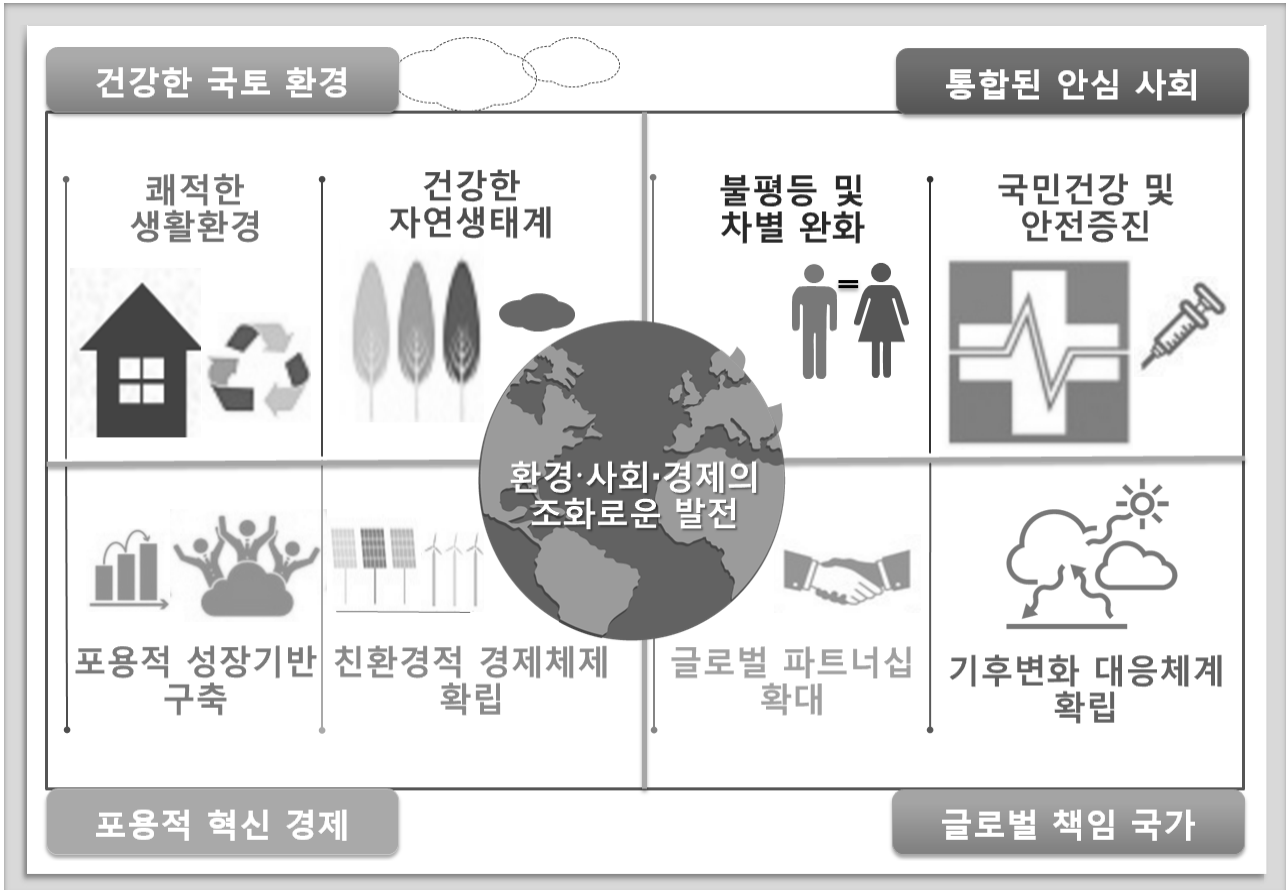 건강한 국토 환경
통합된 안심 사회
쾌적한
생활환경
건강한
자연생태계
불평등 및
차별 완화
=
국민건강 및
안전증진
환경·사회·경제의
조화로운 발전
포용적 성장기반
구축
친환경적 경제체제
확립
글로벌 파트너십
확대
기후변화 대응체계
확립
포용적 혁신 경제
글로벌 책임 국가